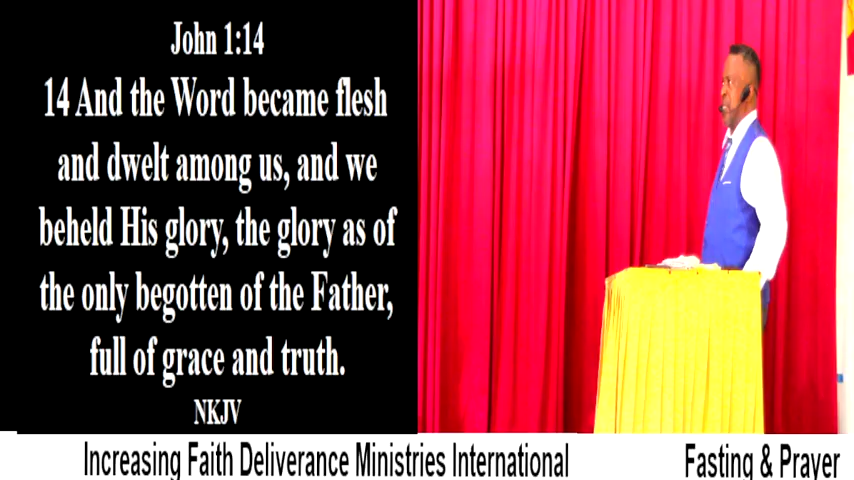 John 1:14
14 And the Word became flesh
and dwelt among us, and we
beheld His glory, the glory as of
the only begotten of the Father,
full of grace and truth.
NKJV
Increasing Faith Deliverance Ministries International
Fasting & Prayer